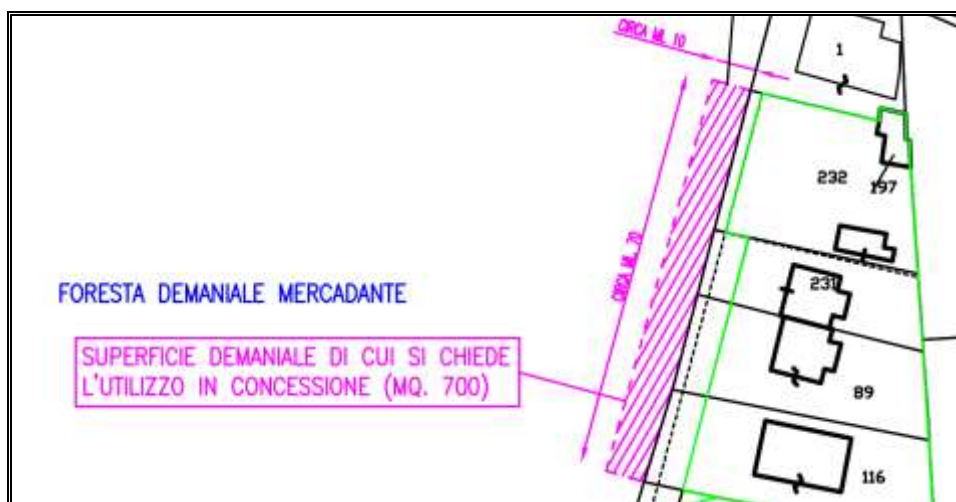 CIRCA ML. 10
1
232
197
CIRCA ML. 70
231
FORESTA DEMANIALE MERCADANTE
SUPERFICIE DEMANIALE DI CUI SI CHIEDE
L'UTILIZZO IN CONCESSIONE (MQ. 700)
89
116